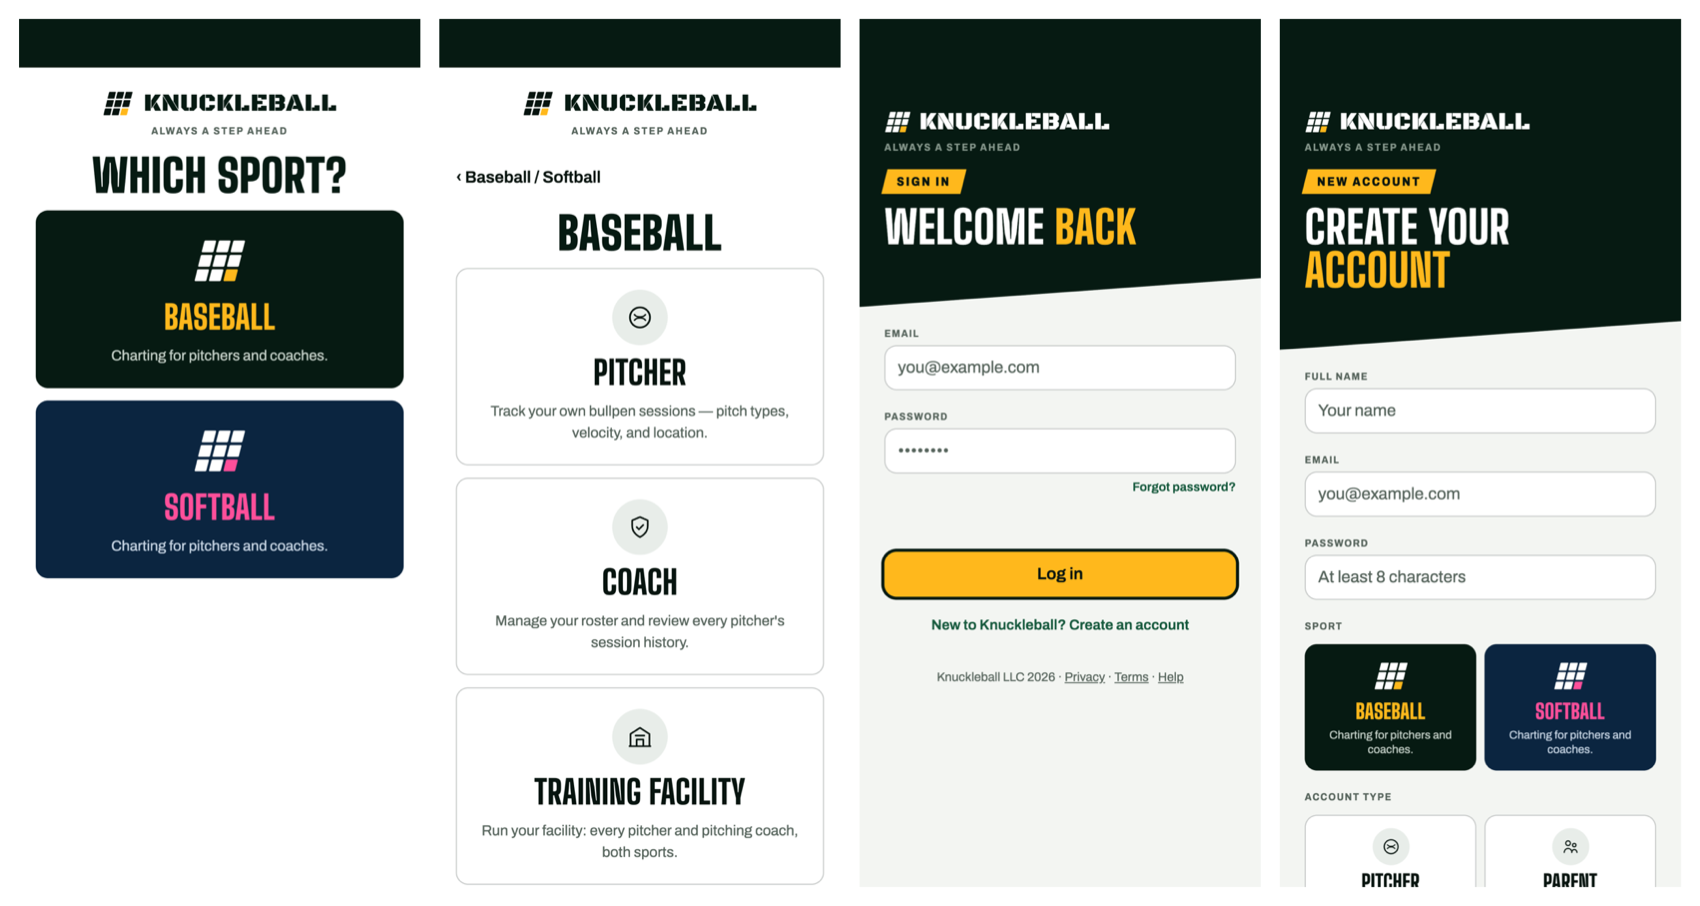 KNUCKLEBALL
ALWAYS A STEP AHEAD
WHICH SPORT?
BASEBALL
Charting for pitchers and coaches.
SOFTBALL
Charting for pitchers and coaches.
KNUCKLEBALL
ALWAYS A STEP AHEAD
‹ Baseball / Softball
BASEBALL
PITCHER
Track your own bullpen sessions — pitch types,
velocity, and location.
COACH
Manage your roster and review every pitcher's
session history.
TRAINING FACILITY
Run your facility: every pitcher and pitching coach,
both sports.
KNUCKLEBALL
ALWAYS A STEP AHEAD
SIGN IN
WELCOME BACK
EMAIL
you@example.com
PASSWORD
••••••••
Forgot password?
Log in
New to Knuckleball? Create an account
Knuckleball LLC 2026 · Privacy · Terms · Help
KNUCKLEBALL
ALWAYS A STEP AHEAD
NEW ACCOUNT
CREATE YOUR
ACCOUNT
FULL NAME
Your name
EMAIL
you@example.com
PASSWORD
At least 8 characters
SPORT
BASEBALL
Charting for pitchers and
coaches.
SOFTBALL
Charting for pitchers and
coaches.
ACCOUNT TYPE
PITCHER
PARENT